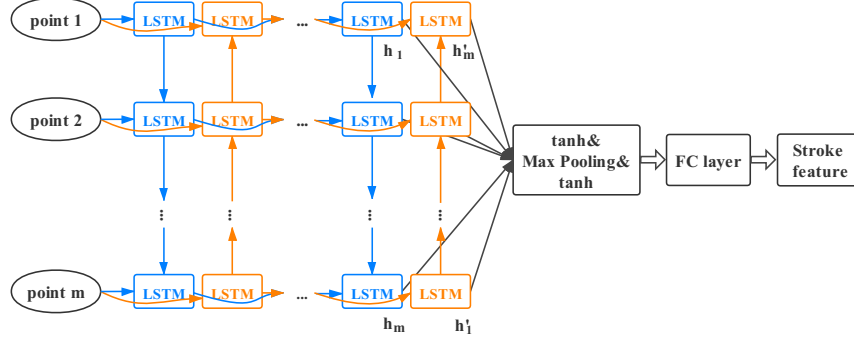 point 1 LSTM LSTM ... LSTM LSTM
h1 h'm
point 2 LSTM LSTM ... LSTM LSTM
tanh&
Max Pooling&
tanh
FC layer
Stroke
feature
... ... ... ...
point m LSTM LSTM ... LSTM LSTM
hm h'1